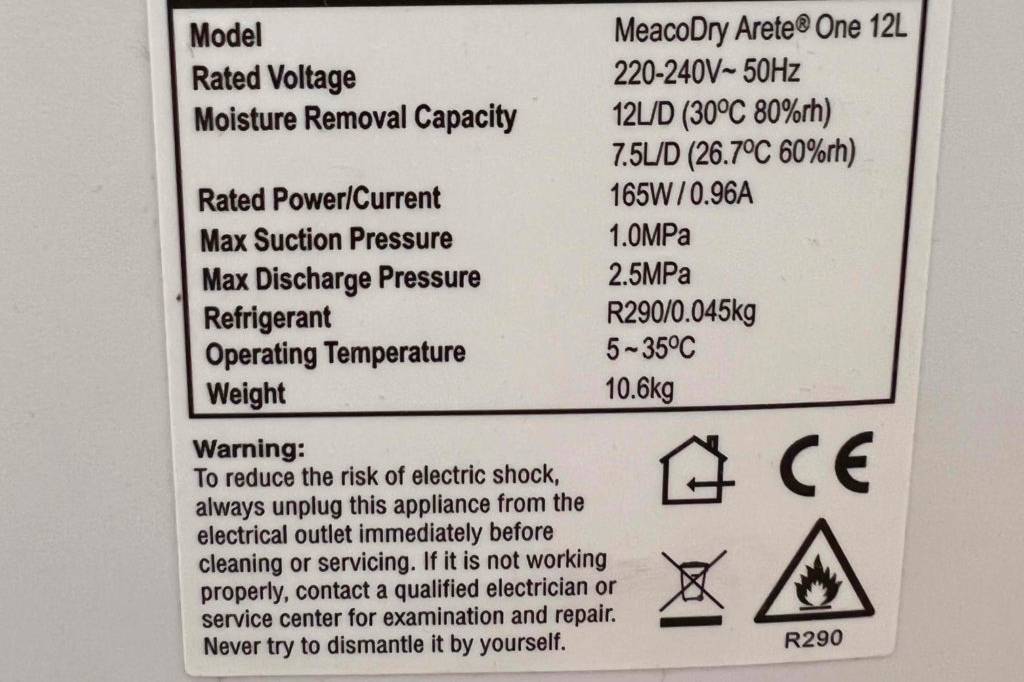 Model MeacoDry Arete® One 12L
Rated Voltage 220-240V~ 50Hz
Moisture Removal Capacity 12L/D (30ºC 80%rh)
7.5L/D (26.7ºC 60%rh)
Rated Power/Current 165W / 0.96A
Max Suction Pressure 1.0MPa
Max Discharge Pressure 2.5MPa
Refrigerant R290/0.045kg
Operating Temperature 5 ~ 35ºC
Weight 10.6kg
Warning:
To reduce the risk of electric shock,
always unplug this appliance from the
electrical outlet immediately before
cleaning or servicing. If it is not working
properly, contact a qualified electrician or
service center for examination and repair.
Never try to dismantle it by yourself.
CE
R290